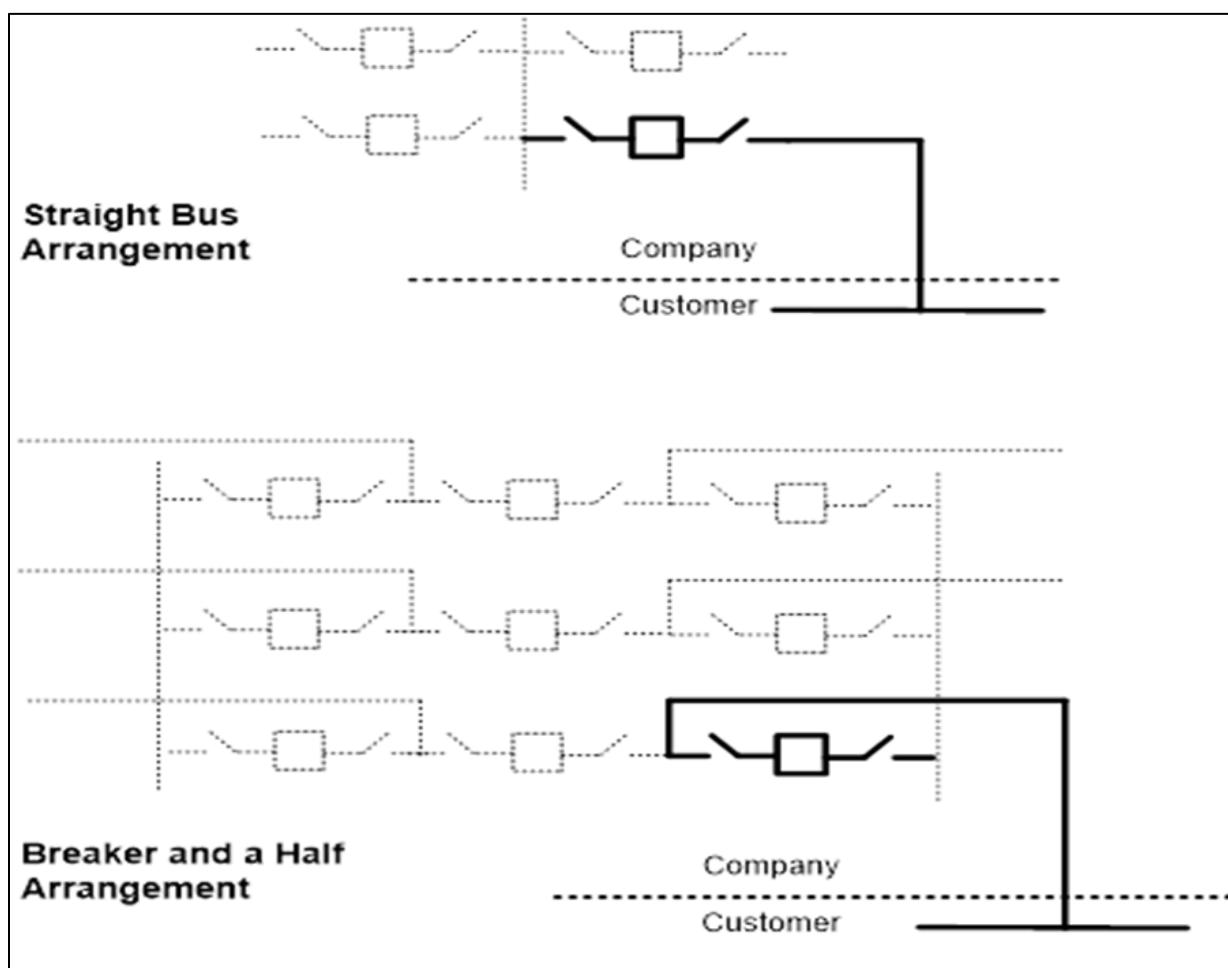 Straight Bus
Arrangement
Company
Customer
Breaker and a Half
Arrangement
Company
Customer